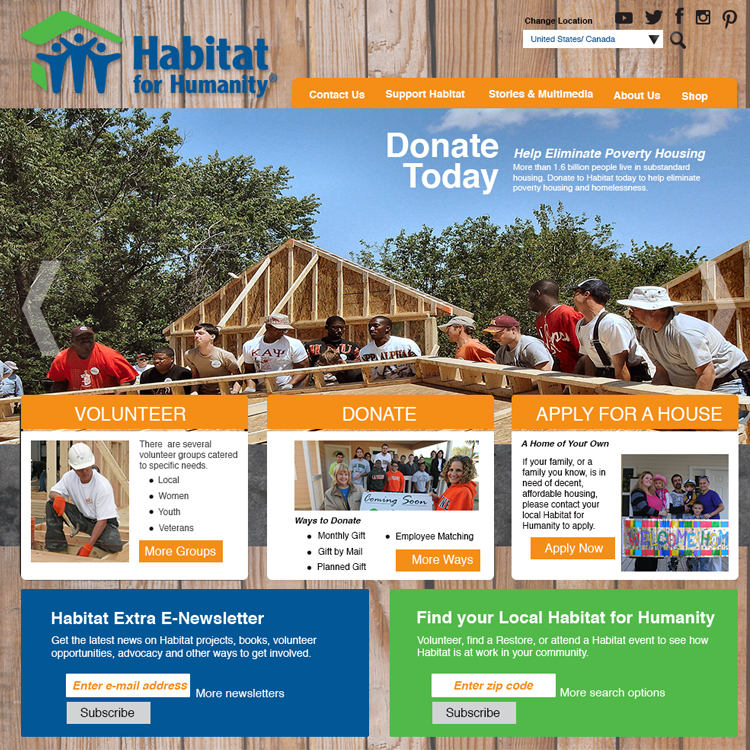 Change Location
United States/ Canada
Habitat
for Humanity®
Contact Us
Support Habitat
Stories & Multimedia
About Us
Shop
Donate
Today
Help Eliminate Poverty Housing
More than 1.6 billion people live in substandard
housing. Donate to Habitat today to help eliminate
poverty housing and homelessness.
ΚΑΨ
PP ALPHA
VOLUNTEER
There are several
volunteer groups catered
to specific needs.
Local
Women
Youth
Veterans
More Groups
DONATE
Coming Soon
Ways to Donate
Monthly Gift
Gift by Mail
Planned Gift
Employee Matching
More Ways
APPLY FOR A HOUSE
A Home of Your Own
If your family, or a
family you know, is in
need of decent,
affordable housing,
please contact your
local Habitat for
Humanity to apply.
WELCOME HOM
Apply Now
Habitat Extra E-Newsletter
Get the latest news on Habitat projects, books, volunteer
opportunities, advocacy and other ways to get involved.
Enter e-mail address
More newsletters
Subscribe
Find your Local Habitat for Humanity
Volunteer, find a Restore, or attend a Habitat event to see how
Habitat is at work in your community.
Enter zip code
More search options
Subscribe